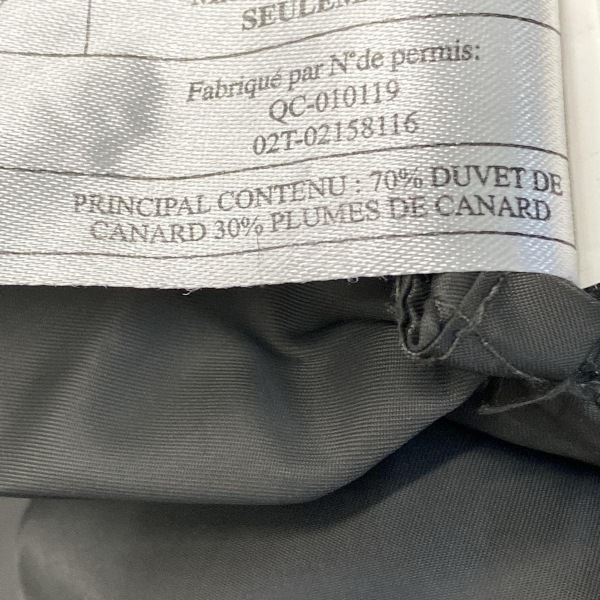 SEULEM
Fabriqué par N°de permis:
QC-010119
02T-02158116
PRINCIPAL CONTENU : 70% DUVET DE
CANARD 30% PLUMES DE CANARD